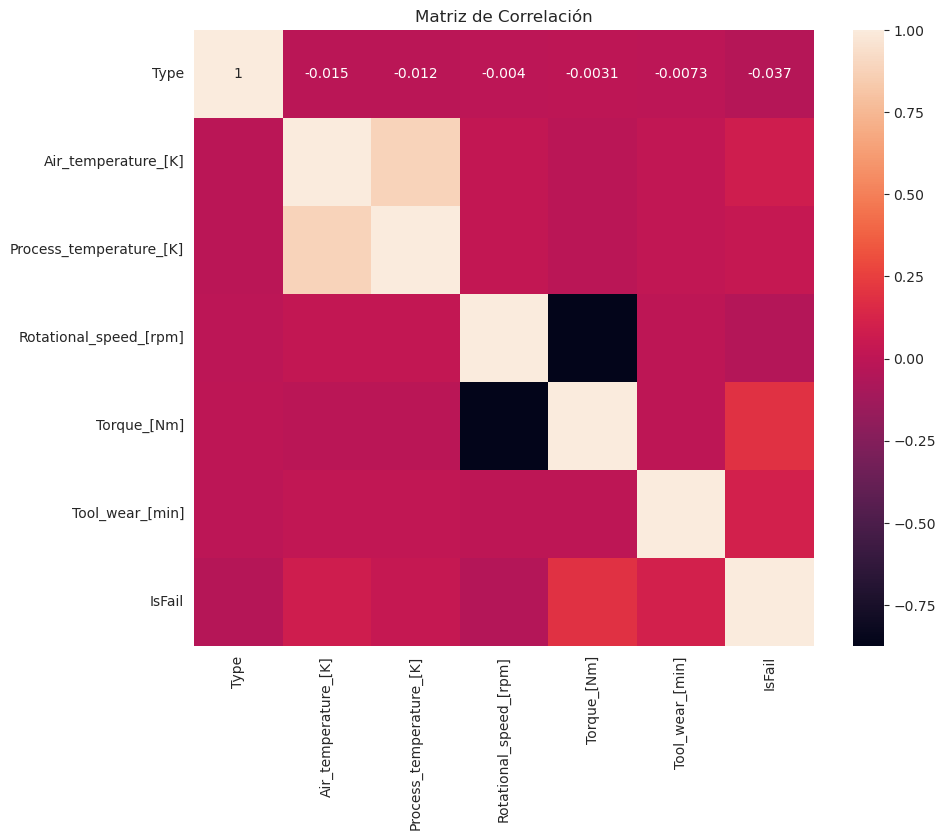 Matriz de Correlación
Type
1 -0.015 -0.012 -0.004 -0.0031 -0.0073 -0.037
Air_temperature_[K]
Process_temperature_[K]
Rotational_speed_[rpm]
Torque_[Nm]
Tool_wear_[min]
IsFail
Type
Air_temperature_[K]
Process_temperature_[K]
Rotational_speed_[rpm]
Torque_[Nm]
Tool_wear_[min]
IsFail
1.00
0.75
0.50
0.25
0.00
−0.25
−0.50
−0.75